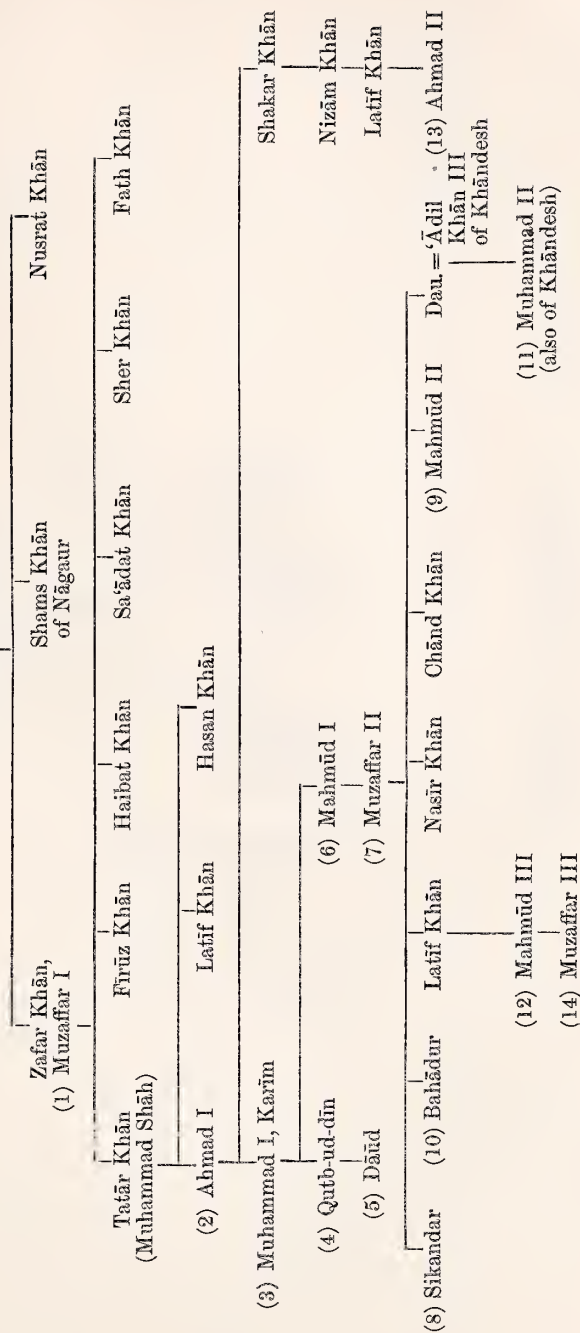 Zafar Khān,
(1) Muzaffar I
Shams Khān
of Nāgaur
Nusrat Khān
Tatār Khān
(Muhammad Shāh)
Fīrūz Khān
Haibat Khān
Sa‘ādat Khān
Sher Khān
Fath Khān
(2) Ahmad I
Latīf Khān
Hasan Khān
(3) Muhammad I, Karīm
Shakar Khān
(4) Qutb-ud-dīn
(6) Mahmūd I
Nizām Khān
(5) Dāūd
(7) Muzaffar II
Latīf Khān
(8) Sikandar
(10) Bahādur
Latīf Khān
Nasīr Khān
Chānd Khān
(9) Mahmūd II
Dau.=‘Ādil
Khān III
of Khāndesh
(13) Ahmad II
(12) Mahmūd III
(11) Muhammad II
(also of Khāndesh)
(14) Muzaffar III